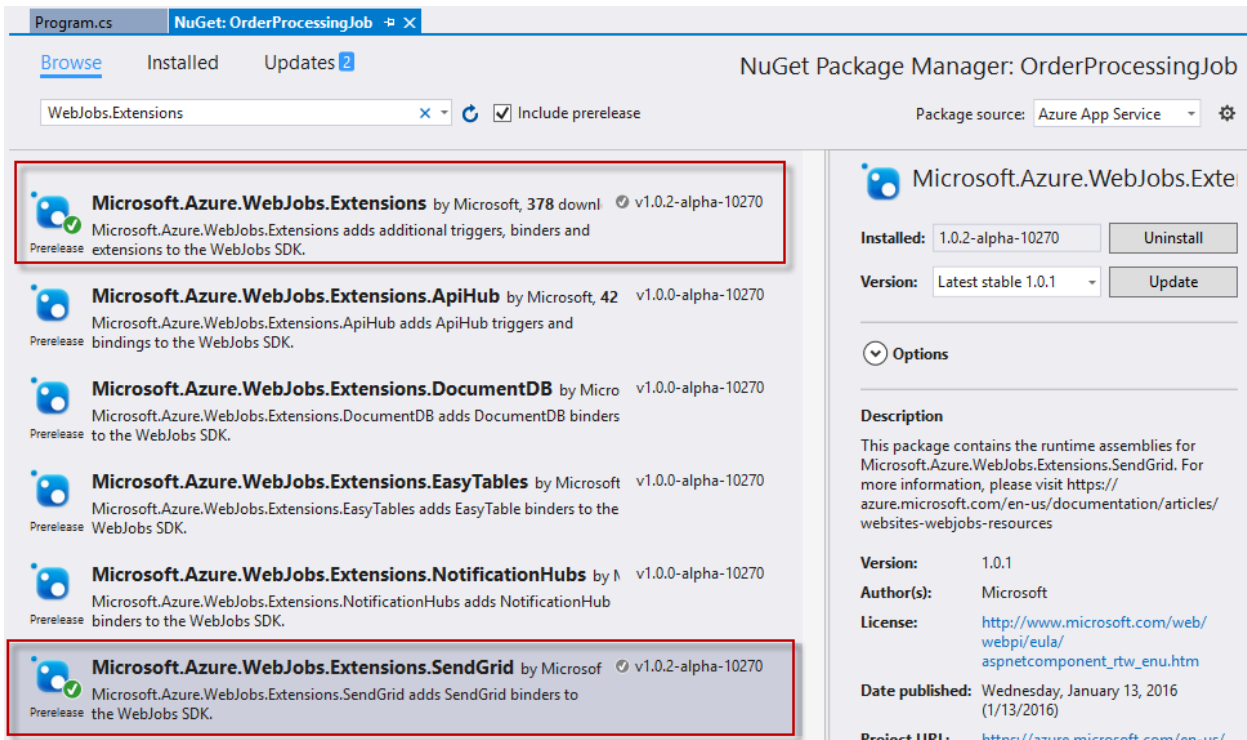 Program.cs
NuGet: OrderProcessingJob
Browse Installed Updates 2
NuGet Package Manager: OrderProcessingJob
WebJobs.Extensions
Include prerelease
Package source: Azure App Service
Microsoft.Azure.WebJobs.Extensions by Microsoft, 378 downl v1.0.2-alpha-10270
Microsoft.Azure.WebJobs.Extensions adds additional triggers, binders and
Prerelease extensions to the WebJobs SDK.
Microsoft.Azure.WebJobs.Extensions.ApiHub by Microsoft, 42 v1.0.0-alpha-10270
Microsoft.Azure.WebJobs.Extensions.ApiHub adds ApiHub triggers and
Prerelease bindings to the WebJobs SDK.
Microsoft.Azure.WebJobs.Extensions.DocumentDB by Micro v1.0.0-alpha-10270
Microsoft.Azure.WebJobs.Extensions.DocumentDB adds DocumentDB binders
Prerelease to the WebJobs SDK.
Microsoft.Azure.WebJobs.Extensions.EasyTables by Microsoft v1.0.0-alpha-10270
Microsoft.Azure.WebJobs.Extensions.EasyTables adds EasyTable binders to the
Prerelease WebJobs SDK.
Microsoft.Azure.WebJobs.Extensions.NotificationHubs by v1.0.0-alpha-10270
Microsoft.Azure.WebJobs.Extensions.NotificationHubs adds NotificationHub
Prerelease binders to the WebJobs SDK.
Microsoft.Azure.WebJobs.Extensions.SendGrid by Microsof v1.0.2-alpha-10270
Microsoft.Azure.WebJobs.Extensions.SendGrid adds SendGrid binders to
Prerelease the WebJobs SDK.
Microsoft.Azure.WebJobs.Exte
Installed: 1.0.2-alpha-10270 Uninstall
Version: Latest stable 1.0.1 Update
Options
Description
This package contains the runtime assemblies for
Microsoft.Azure.WebJobs.Extensions.SendGrid. For
more information, please visit https://
azure.microsoft.com/en-us/documentation/articles/
websites-webjobs-resources
Version: 1.0.1
Author(s): Microsoft
License: http://www.microsoft.com/web/
webpi/eula/
aspnetcomponent_rtw_enu.htm
Date published: Wednesday, January 13, 2016
(1/13/2016)
Project URL: https://azure.microsoft.com/en-us/